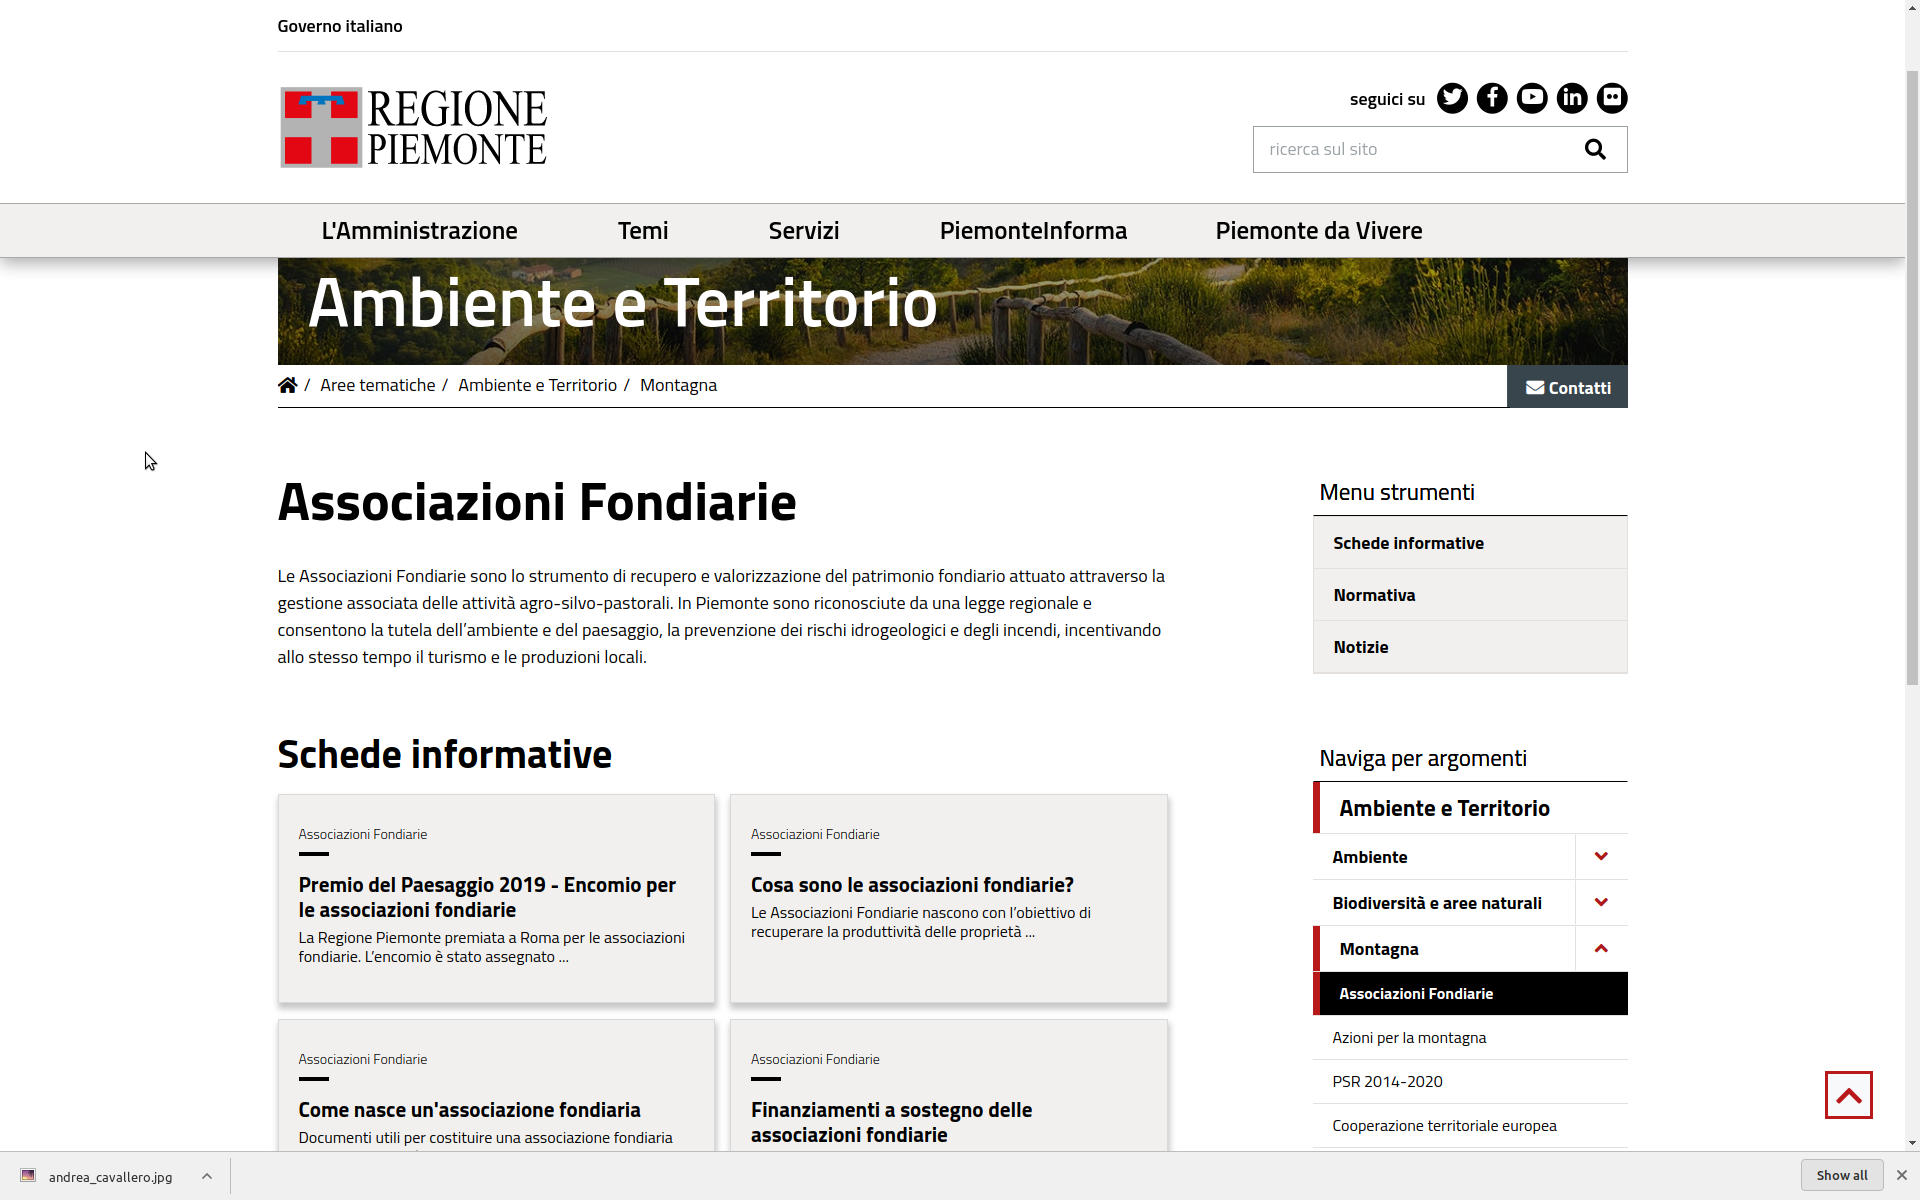 Governo italiano
REGIONE
PIEMONTE
seguici su
ricerca sul sito
L'Amministrazione Temi Servizi PiemonteInforma Piemonte da Vivere
Ambiente e Territorio
/ Aree tematiche / Ambiente e Territorio / Montagna
Contatti
Associazioni Fondiarie
Le Associazioni Fondiarie sono lo strumento di recupero e valorizzazione del patrimonio fondiario attuato attraverso la
gestione associata delle attività agro-silvo-pastorali. In Piemonte sono riconosciute da una legge regionale e
consentono la tutela dell’ambiente e del paesaggio, la prevenzione dei rischi idrogeologici e degli incendi, incentivando
allo stesso tempo il turismo e le produzioni locali.
Schede informative
Associazioni Fondiarie
Premio del Paesaggio 2019 - Encomio per
le associazioni fondiarie
La Regione Piemonte premiata a Roma per le associazioni
fondiarie. L’encomio è stato assegnato ...
Associazioni Fondiarie
Cosa sono le associazioni fondiarie?
Le Associazioni Fondiarie nascono con l’obiettivo di
recuperare la produttività delle proprietà ...
Associazioni Fondiarie
Come nasce un'associazione fondiaria
Documenti utili per costituire una associazione fondiaria
Associazioni Fondiarie
Finanziamenti a sostegno delle
associazioni fondiarie
Menu strumenti
Schede informative
Normativa
Notizie
Naviga per argomenti
Ambiente e Territorio
Ambiente
Biodiversità e aree naturali
Montagna
Associazioni Fondiarie
Azioni per la montagna
PSR 2014-2020
Cooperazione territoriale europea
andrea_cavallero.jpg
Show all